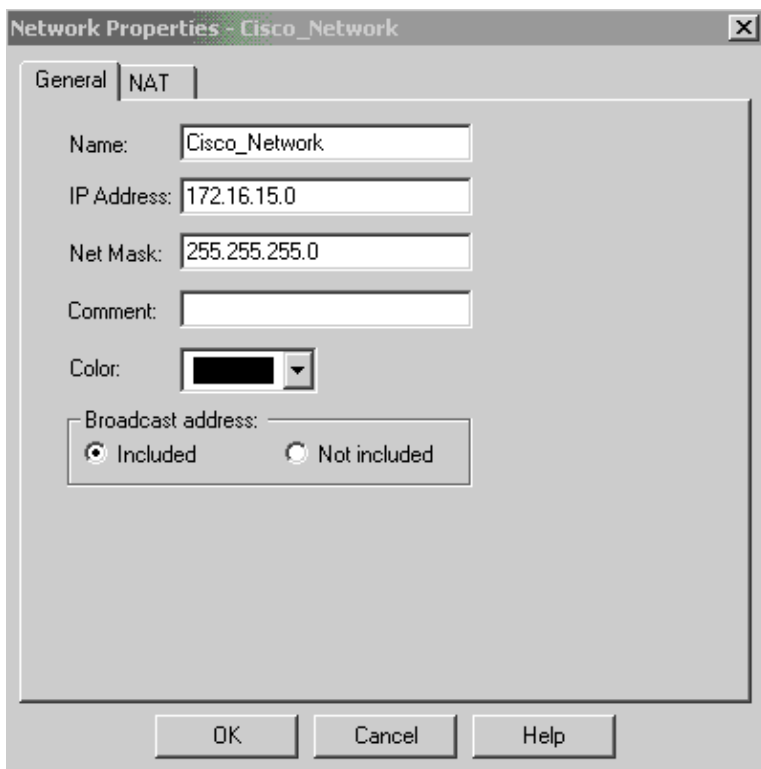 Network Properties - Cisco_Network
General NAT
Name: Cisco_Network
IP Address: 172.16.15.0
Net Mask: 255.255.255.0
Comment:
Color:
Broadcast address:
Included Not included
OK Cancel Help